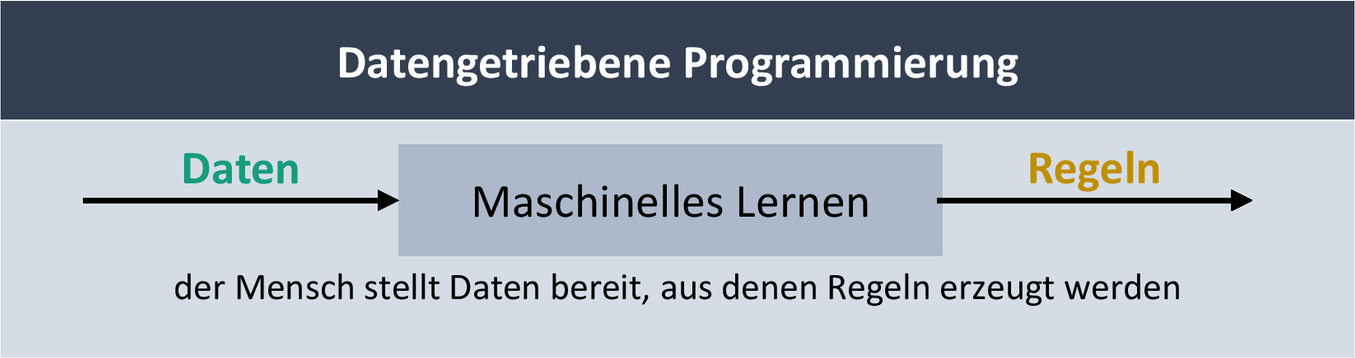 Datengetriebene Programmierung
Daten
Maschinelles Lernen
Regeln
der Mensch stellt Daten bereit, aus denen Regeln erzeugt werden